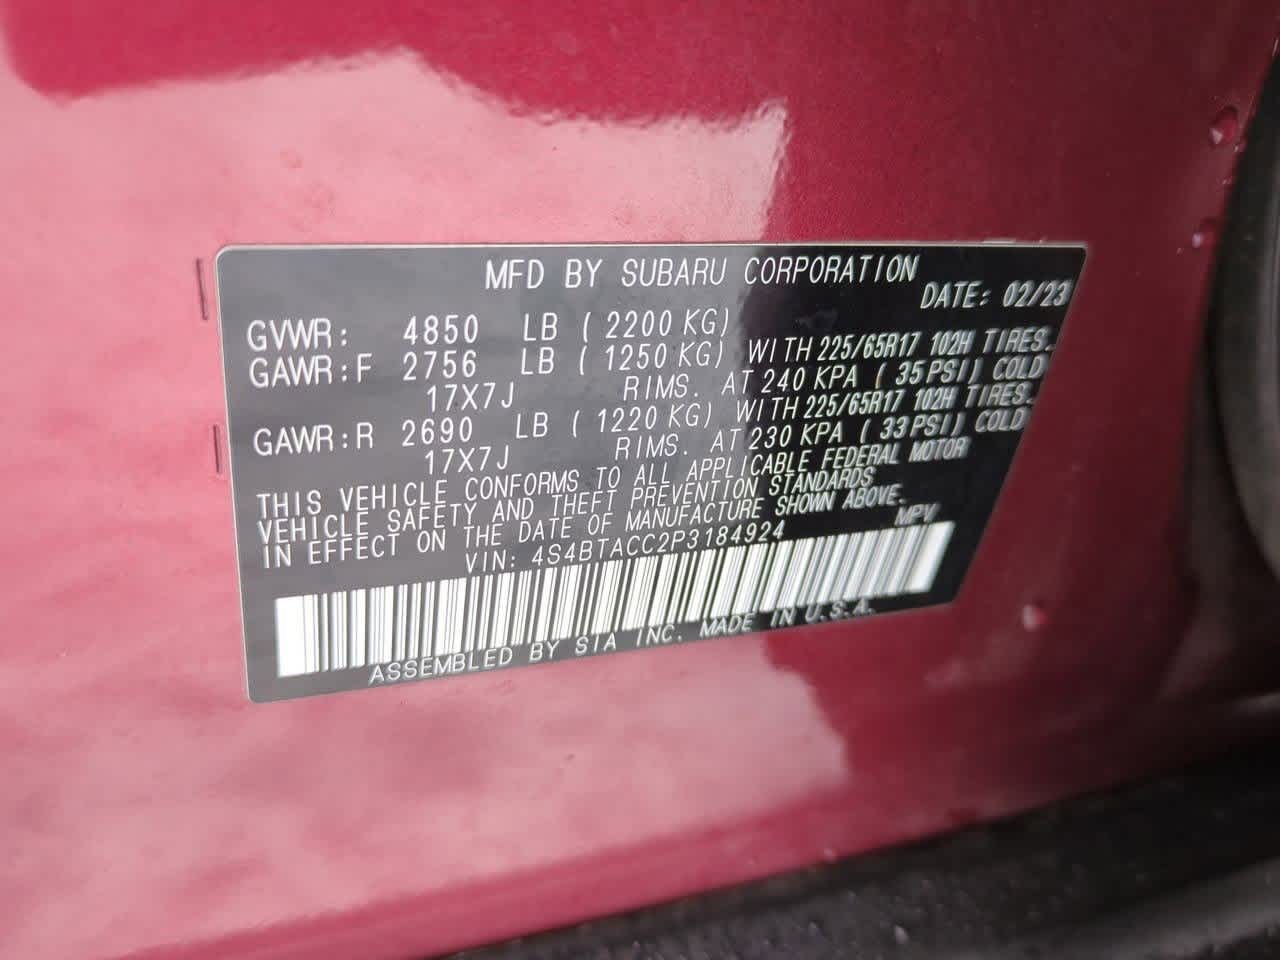 MFD BY SUBARU CORPORATION
DATE: 02/23
GVWR: 4850 LB ( 2200 KG)
GAWR: F 2756 LB ( 1250 KG) WITH 225/65R17 102H TIRES.
17X7J RIMS. AT 240 KPA ( 35 PSI) COLD
GAWR: R 2690 LB ( 1220 KG) WITH 225/65R17 102H TIRES.
17X7J RIMS. AT 230 KPA ( 33 PSI) COLD
THIS VEHICLE CONFORMS TO ALL APPLICABLE FEDERAL MOTOR
VEHICLE SAFETY AND THEFT PREVENTION STANDARDS
IN EFFECT ON THE DATE OF MANUFACTURE SHOWN ABOVE.
VIN: 4S4BTACC2P3184924 MPV
ASSEMBLED BY SIA INC. MADE IN U.S.A.